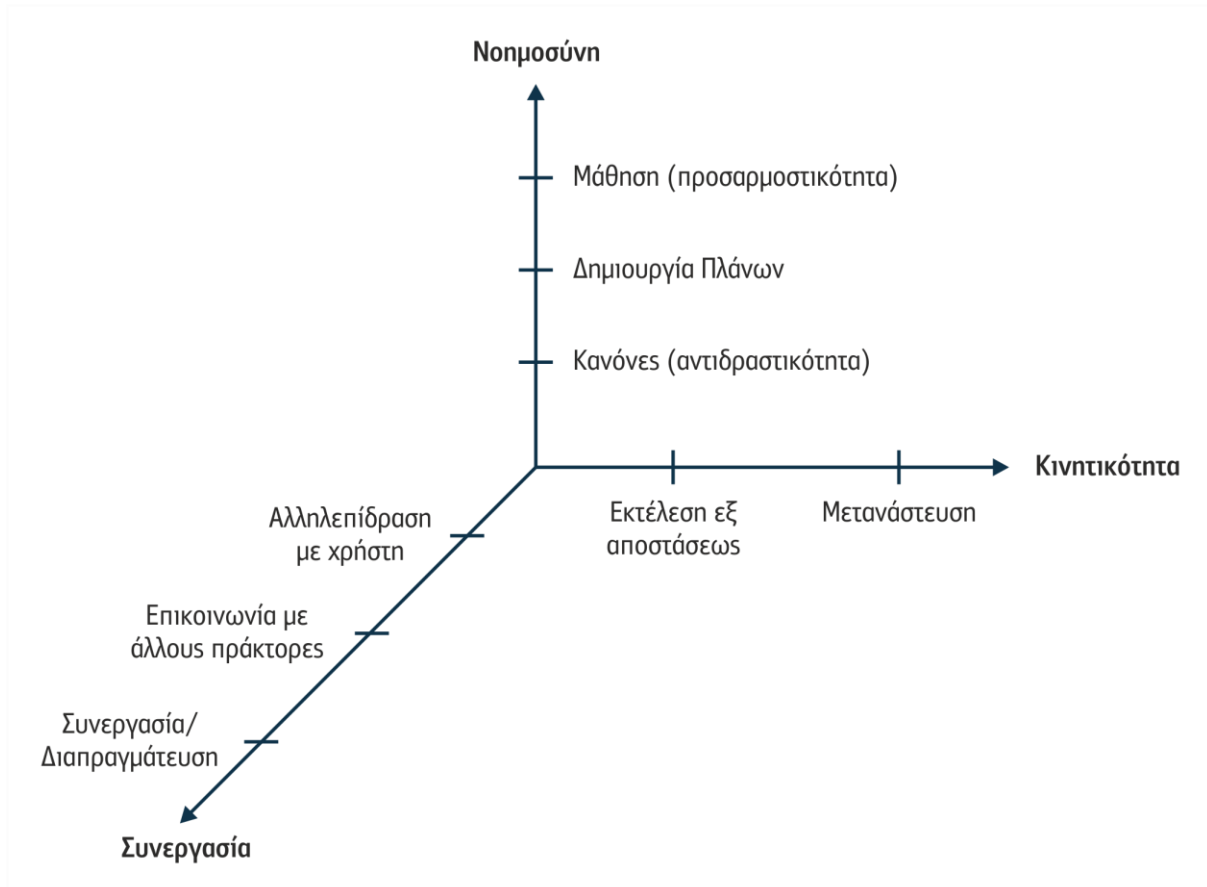 Νοημοσύνη
Μάθηση (προσαρμοστικότητα)
Δημιουργία Πλάνων
Κανόνες (αντιδραστικότητα)
Κινητικότητα
Εκτέλεση εξ
αποστάσεως
Μετανάστευση
Αλληλεπίδραση
με χρήστη
Επικοινωνία με
άλλους πράκτορες
Συνεργασία/
Διαπραγμάτευση
Συνεργασία